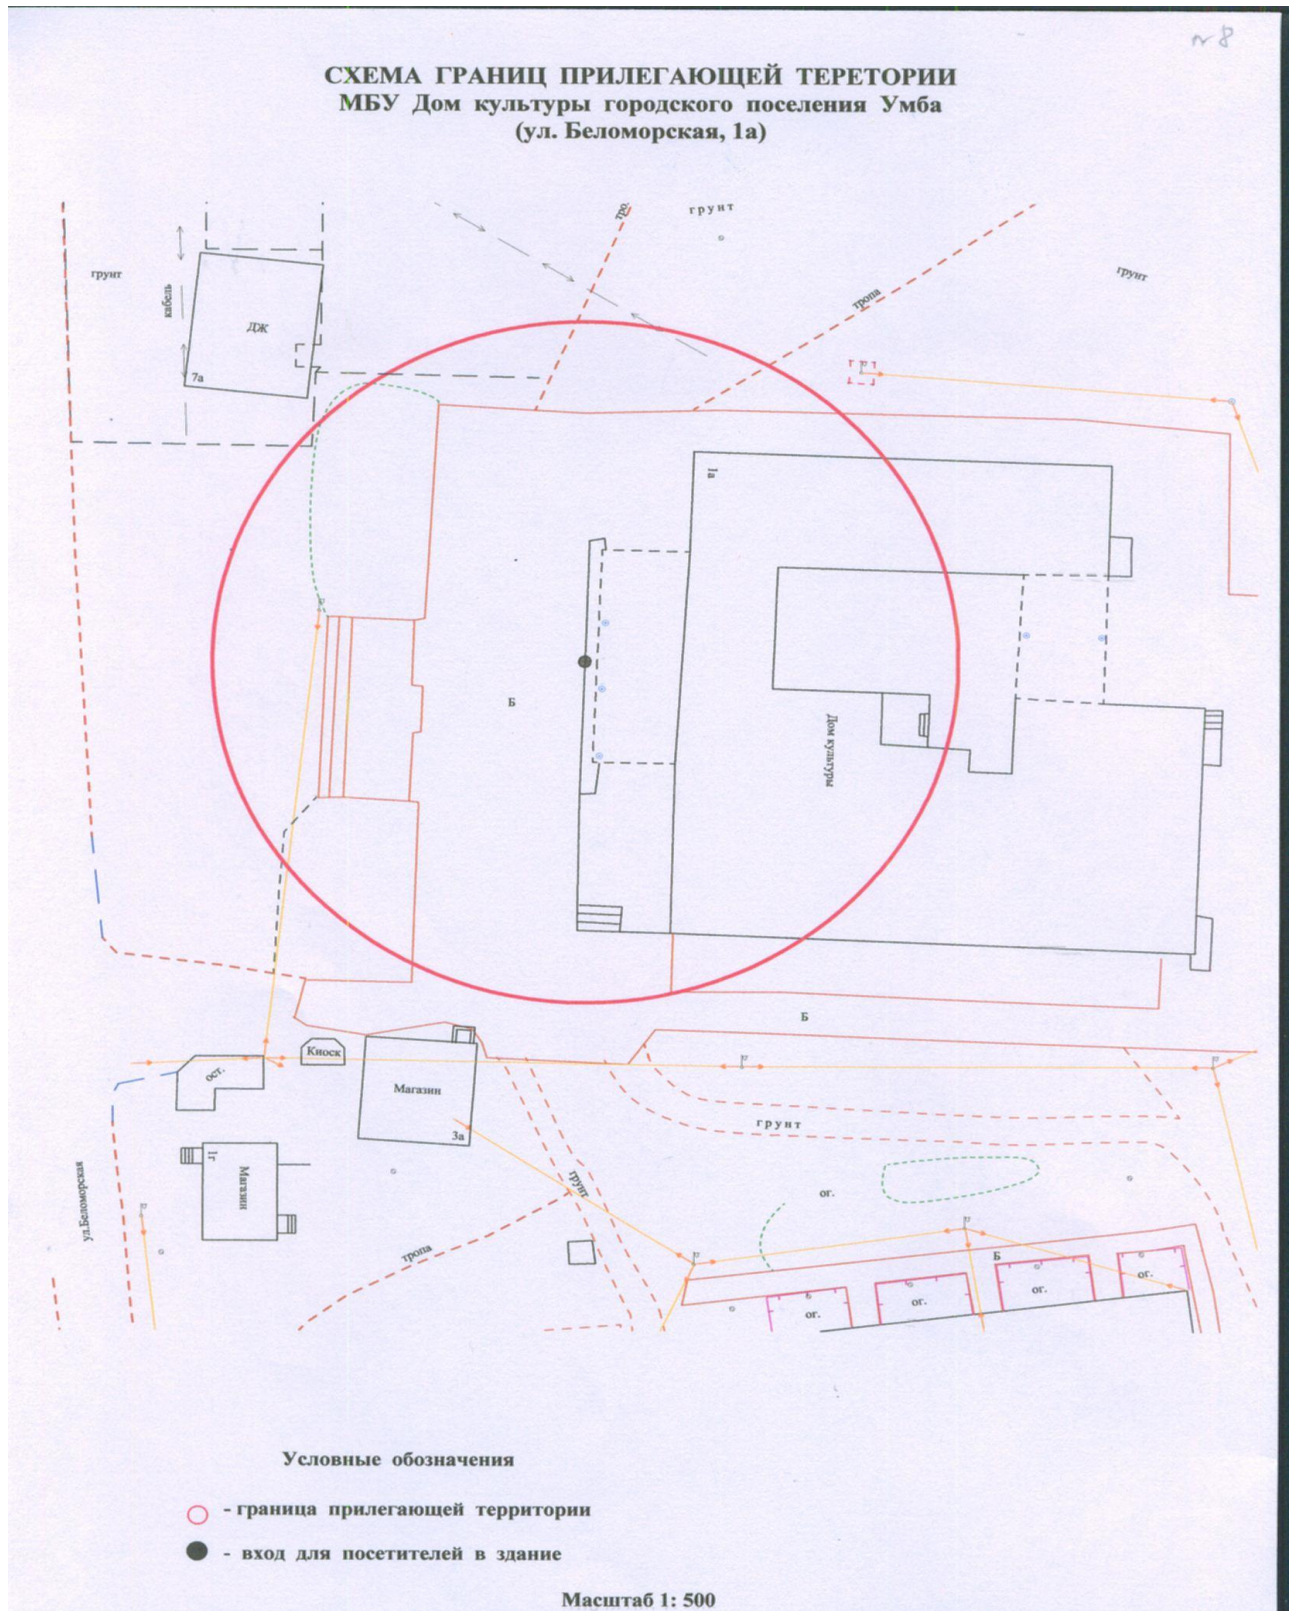 №8
СХЕМА ГРАНИЦ ПРИЛЕГАЮЩЕЙ ТЕРЕТОРИИ
МБУ Дом культуры городского поселения Умба
(ул. Беломорская, 1а)
тро.
грунт
грунт
грунт
кабель
тропа
ДЖ
7а
1а
Б
Дом культуры
Б
Киоск
ост.
Магазин
3а
грунт
1г
Магазин
ул.Беломорская
грунт
ог.
тропа
Б
ог.
ог.
ог.
ог.
Условные обозначения
- граница прилегающей территории
- вход для посетителей в здание
Масштаб 1: 500